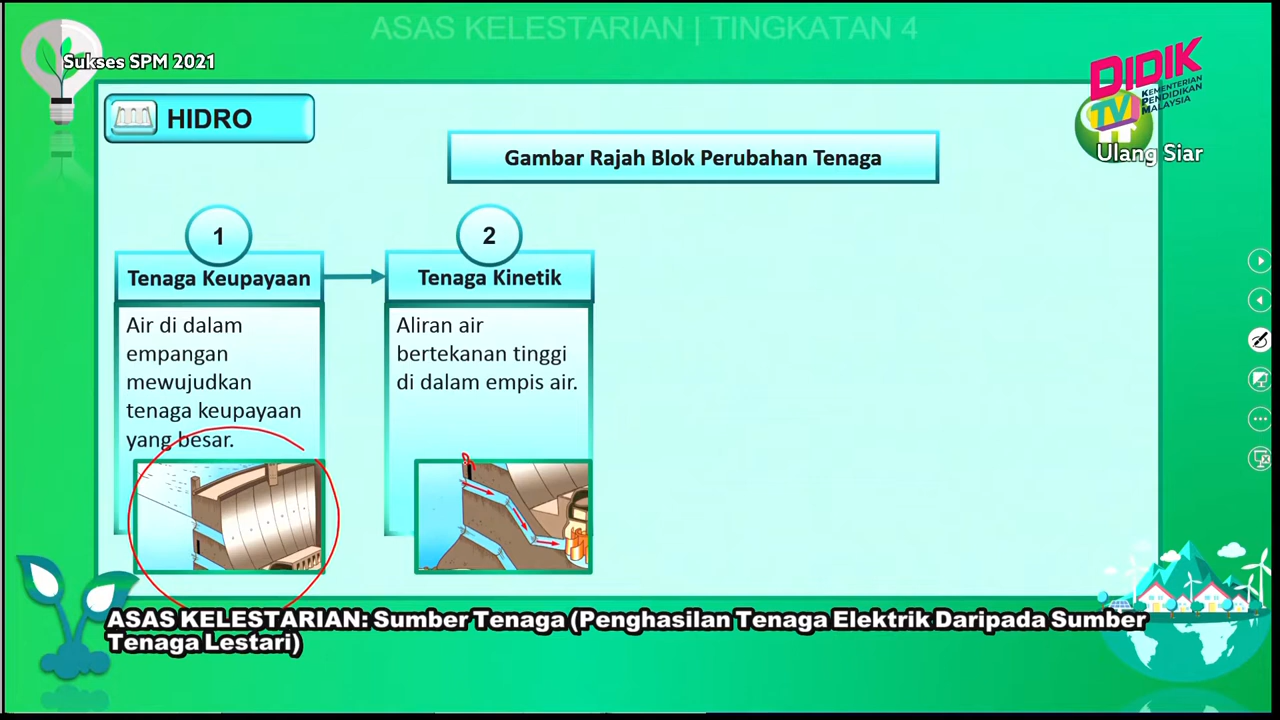 ASAS KELESTARIAN | TINGKATAN 4
Sukses SPM 2021
DIDIK
TV
KEMENTERIAN
PENDIDIKAN
MALAYSIA
Ulang Siar
HIDRO
Gambar Rajah Blok Perubahan Tenaga
1
Tenaga Keupayaan
Air di dalam
empangan
mewujudkan
tenaga keupayaan
yang besar.
2
Tenaga Kinetik
Aliran air
bertekanan tinggi
di dalam empis air.
ASAS KELESTARIAN: Sumber Tenaga (Penghasilan Tenaga Elektrik Daripada Sumber
Tenaga Lestari)